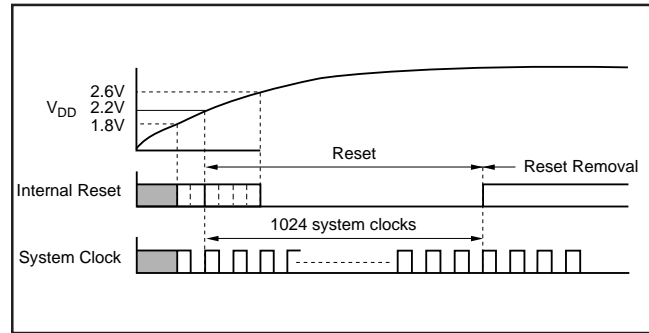 2.6V
V_DD 2.2V
1.8V
Reset
Reset Removal
Internal Reset
1024 system clocks
System Clock